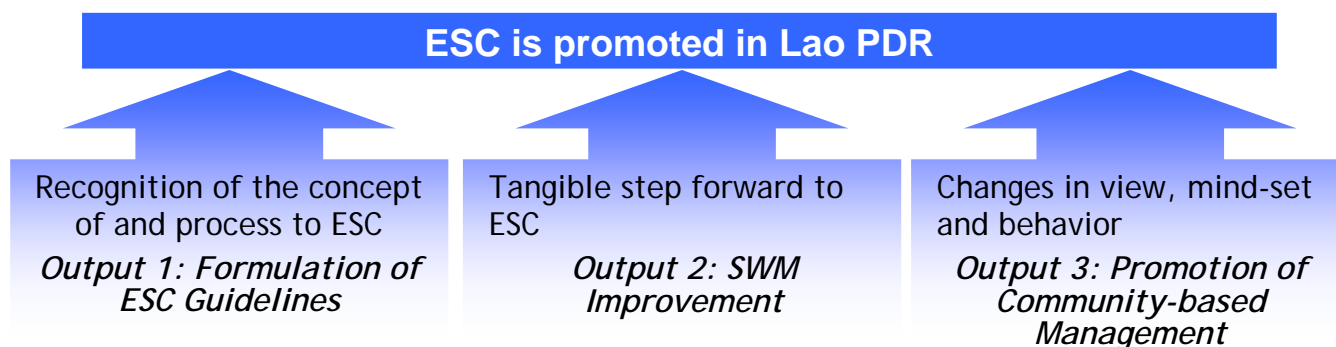 ESC is promoted in Lao PDR
Recognition of the concept
of and process to ESC
Output 1: Formulation of
ESC Guidelines
Tangible step forward to
ESC
Output 2: SWM
Improvement
Changes in view, mind-set
and behavior
Output 3: Promotion of
Community-based
Management